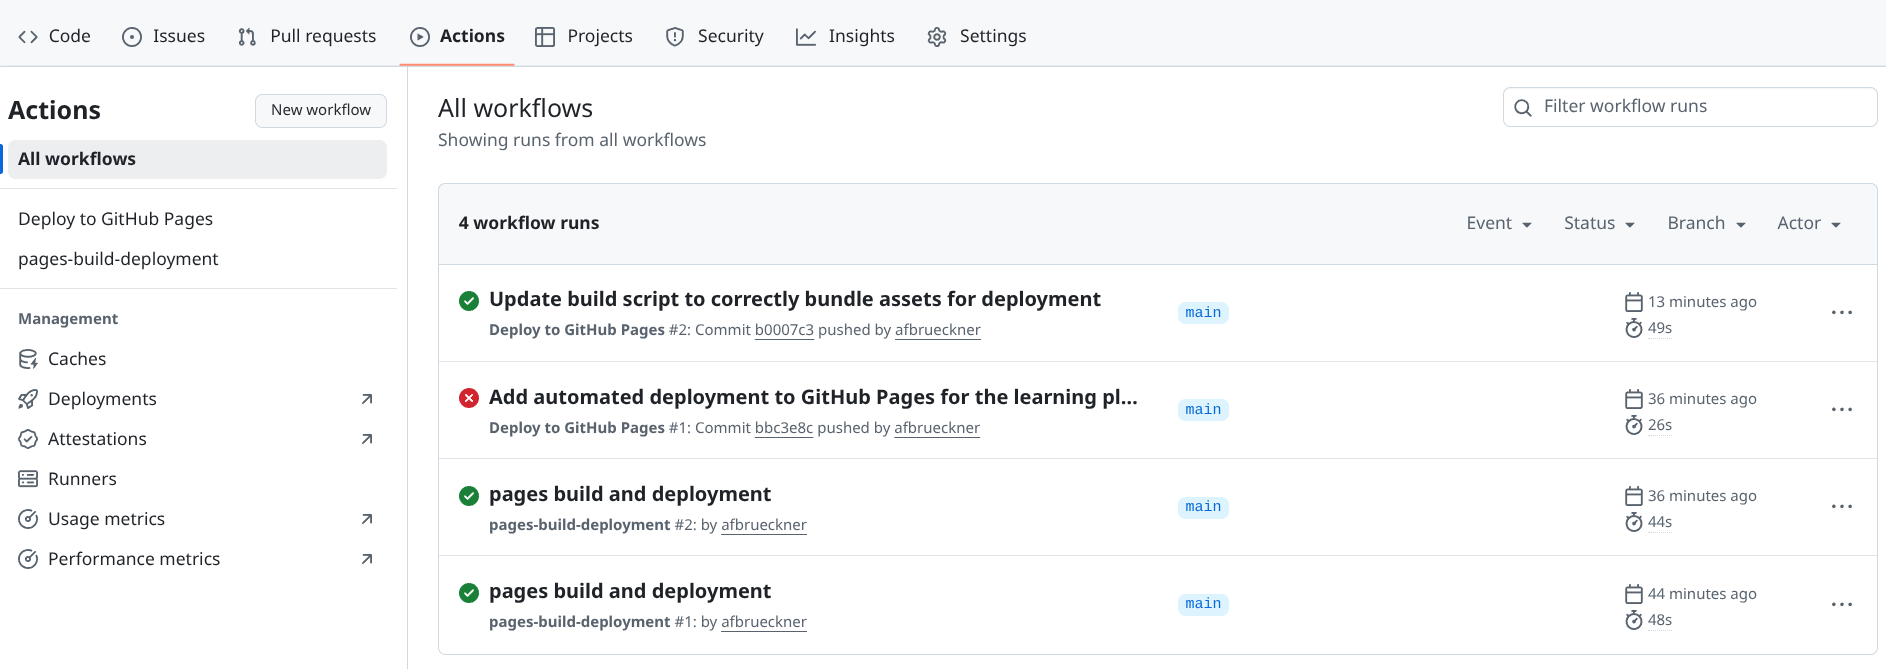 Code Issues Pull requests Actions Projects Security Insights Settings
Actions New workflow
All workflows
Deploy to GitHub Pages
pages-build-deployment
Management
Caches
Deployments
Attestations
Runners
Usage metrics
Performance metrics
All workflows
Showing runs from all workflows
Filter workflow runs
4 workflow runs Event Status Branch Actor
Update build script to correctly bundle assets for deployment
Deploy to GitHub Pages #2: Commit b0007c3 pushed by afbrueckner
main
13 minutes ago
49s
Add automated deployment to GitHub Pages for the learning pl...
Deploy to GitHub Pages #1: Commit bbc3e8c pushed by afbrueckner
main
36 minutes ago
26s
pages build and deployment
pages-build-deployment #2: by afbrueckner
main
36 minutes ago
44s
pages build and deployment
pages-build-deployment #1: by afbrueckner
main
44 minutes ago
48s